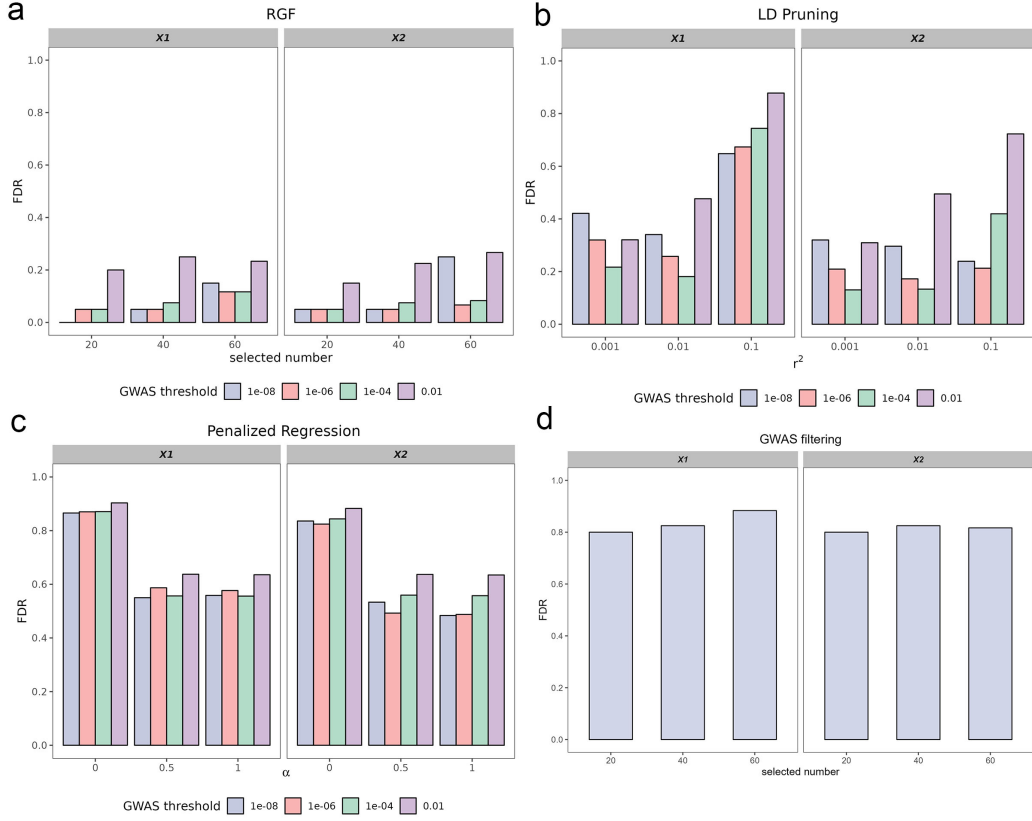 a
RGF
X1 X2
1.0
0.8
0.6
0.4
0.2
0.0
FDR
20 40 60 20 40 60
selected number
GWAS threshold 1e-08 1e-06 1e-04 0.01
b
LD Pruning
X1 X2
1.0
0.8
0.6
0.4
0.2
0.0
FDR
0.001 0.01 0.1 0.001 0.01 0.1
r²
GWAS threshold 1e-08 1e-06 1e-04 0.01
c
Penalized Regression
X1 X2
1.0
0.8
0.6
0.4
0.2
0.0
FDR
0 0.5 1 0 0.5 1
α
GWAS threshold 1e-08 1e-06 1e-04 0.01
d
GWAS filtering
X1 X2
1.0
0.8
0.6
0.4
0.2
0.0
FDR
20 40 60 20 40 60
selected number